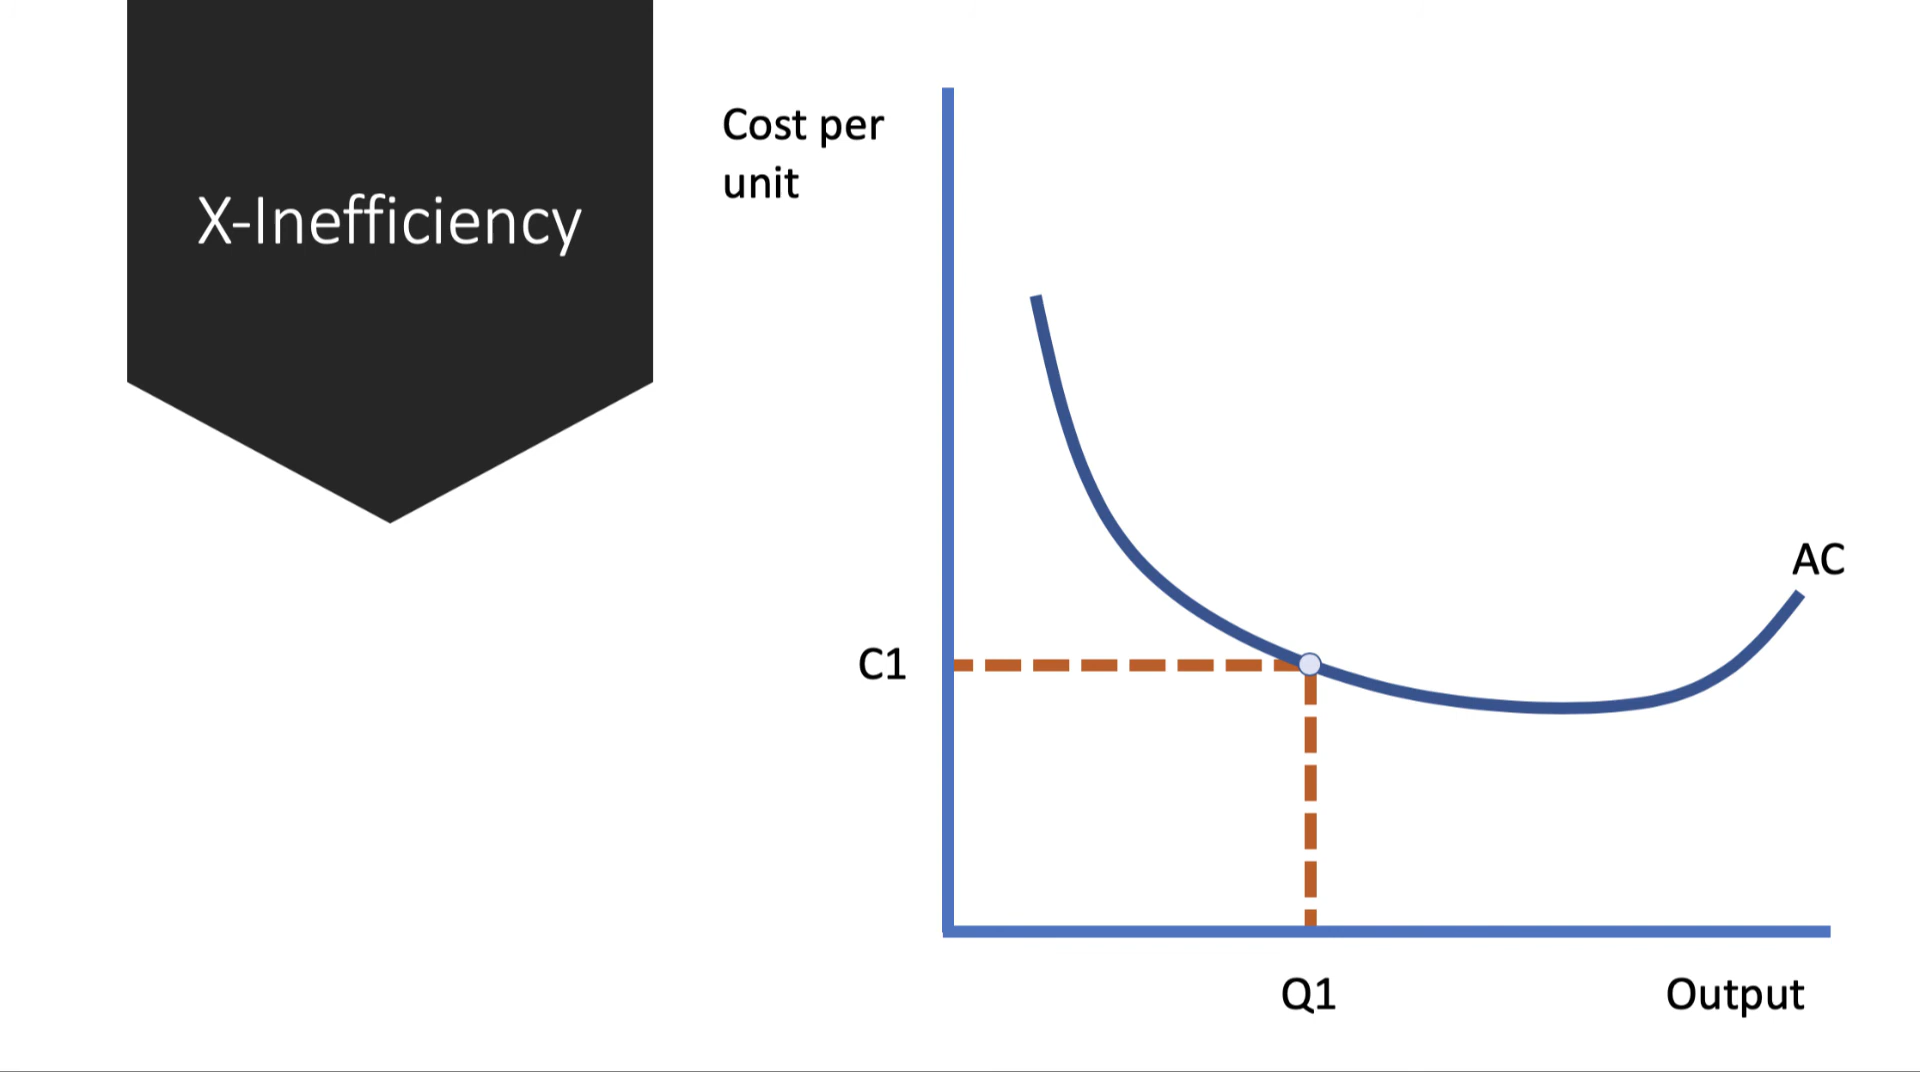 X-Inefficiency
Cost per
unit
AC
C1
Q1
Output